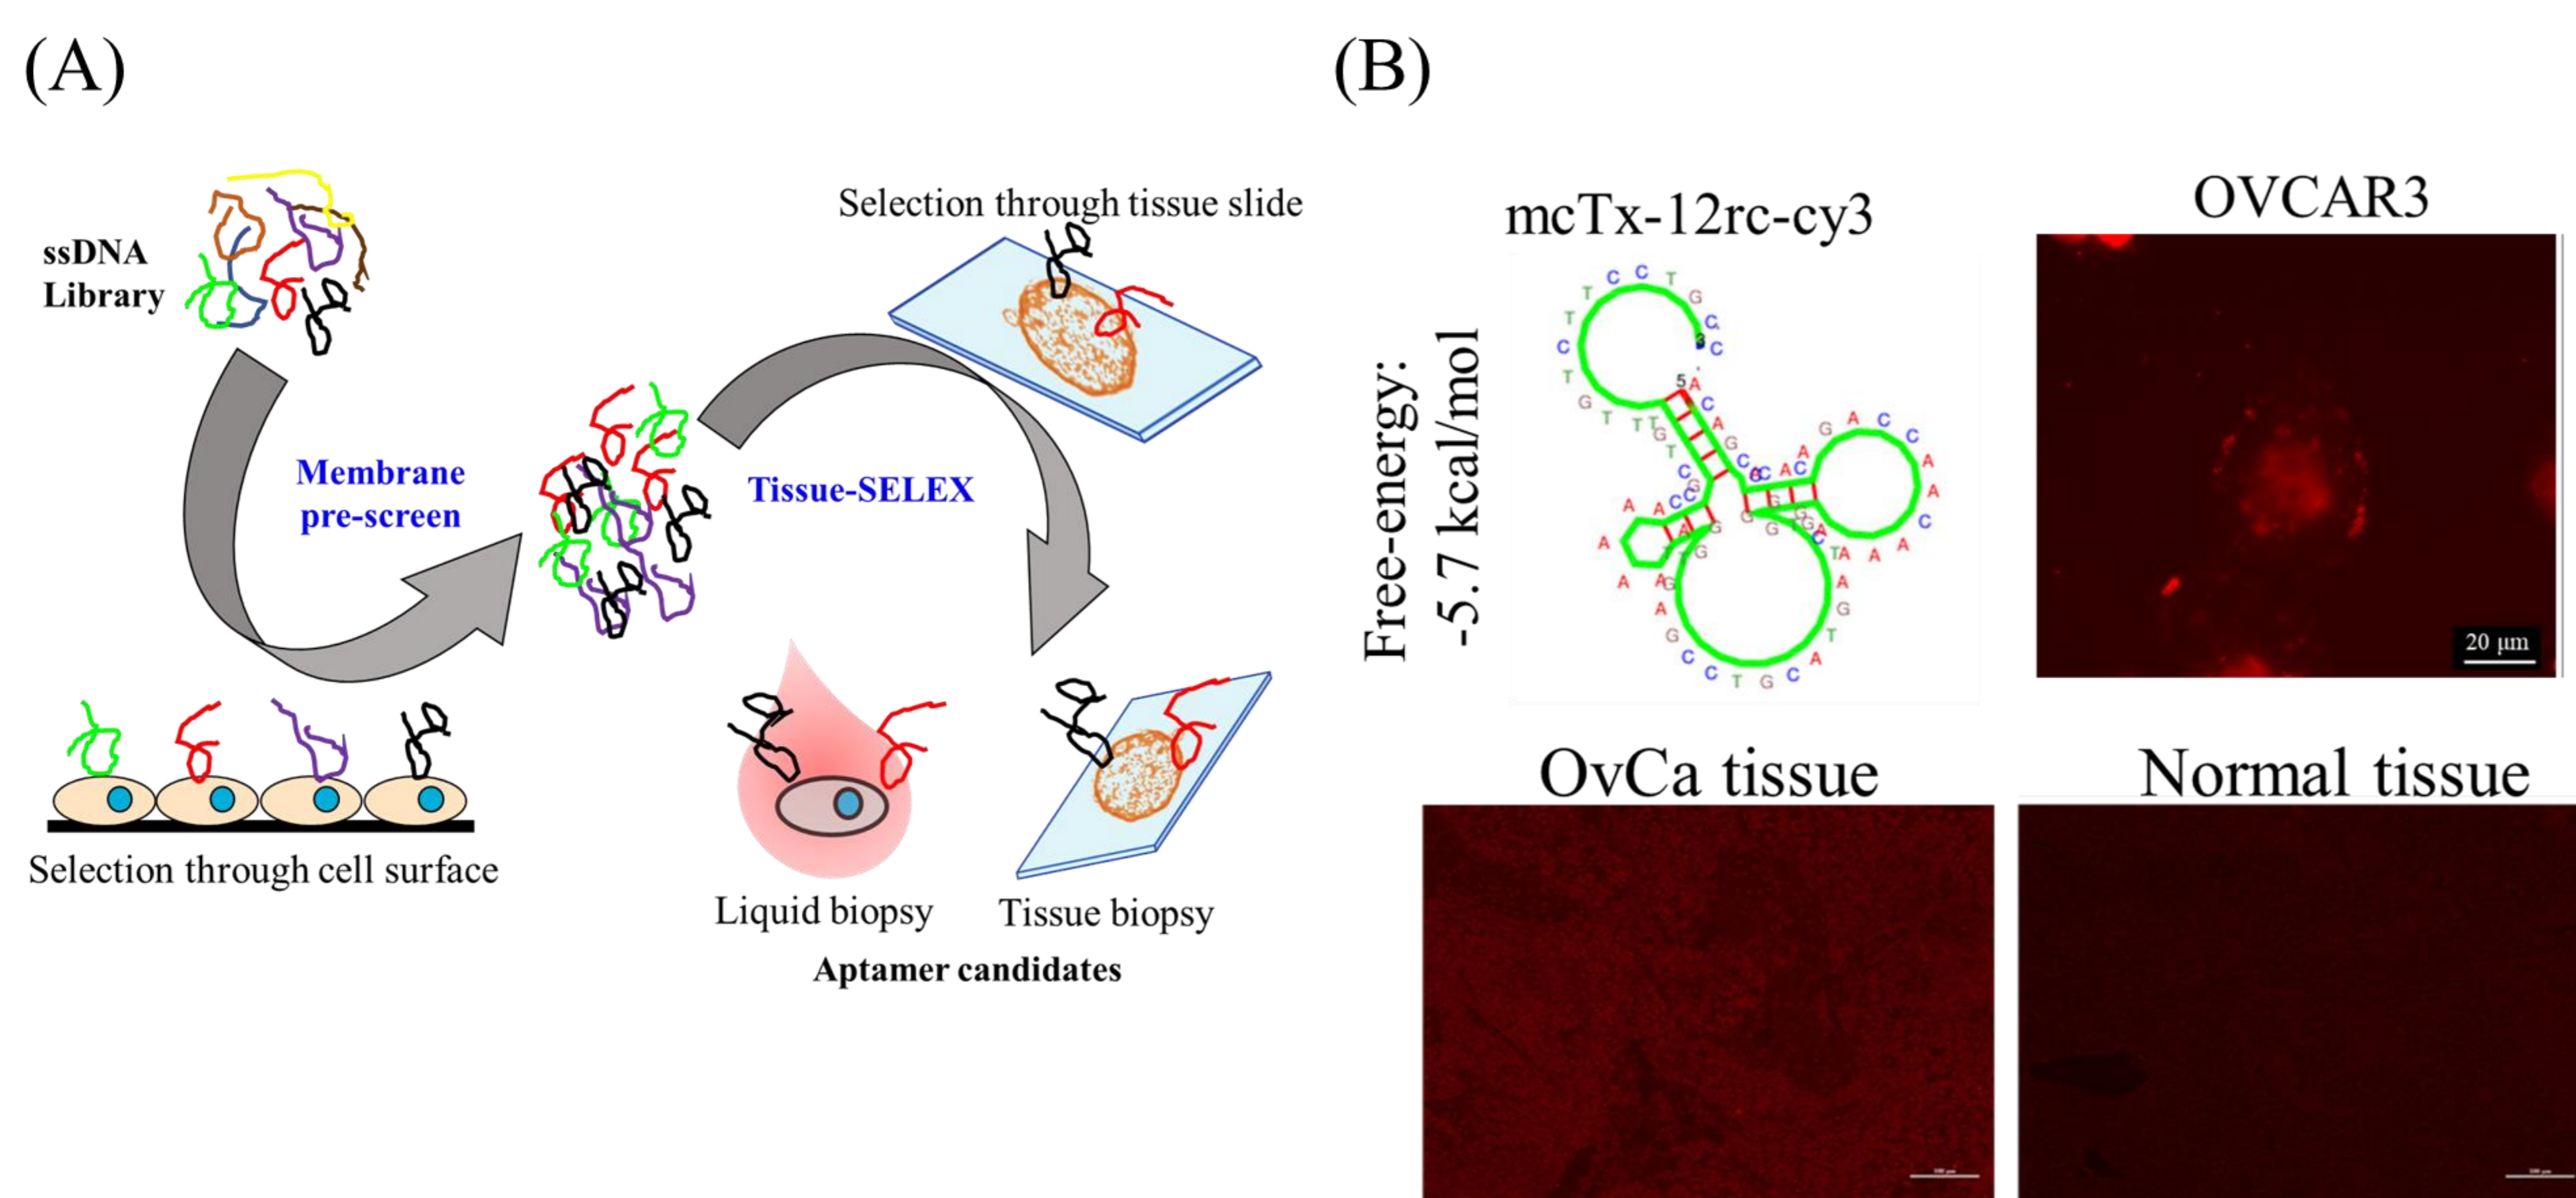 (A)
ssDNA
Library
Membrane
pre-screen
Selection through cell surface
Tissue-SELEX
Selection through tissue slide
Liquid biopsy
Tissue biopsy
Aptamer candidates
(B)
mcTx-12rc-cy3
Free-energy:
-5.7 kcal/mol
OVCAR3
20 μm
OvCa tissue
Normal tissue